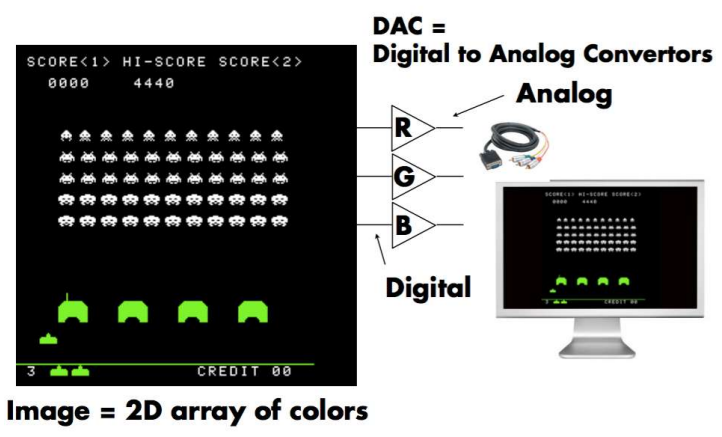 DAC =
Digital to Analog Convertors
SCORE<1> HI-SCORE SCORE<2>
0000 4440
Analog
R
G
B
Digital
SCORE<1> HI-SCORE SCORE<2>
0000 4440
3 CREDIT 00
3 CREDIT 00
Image = 2D array of colors